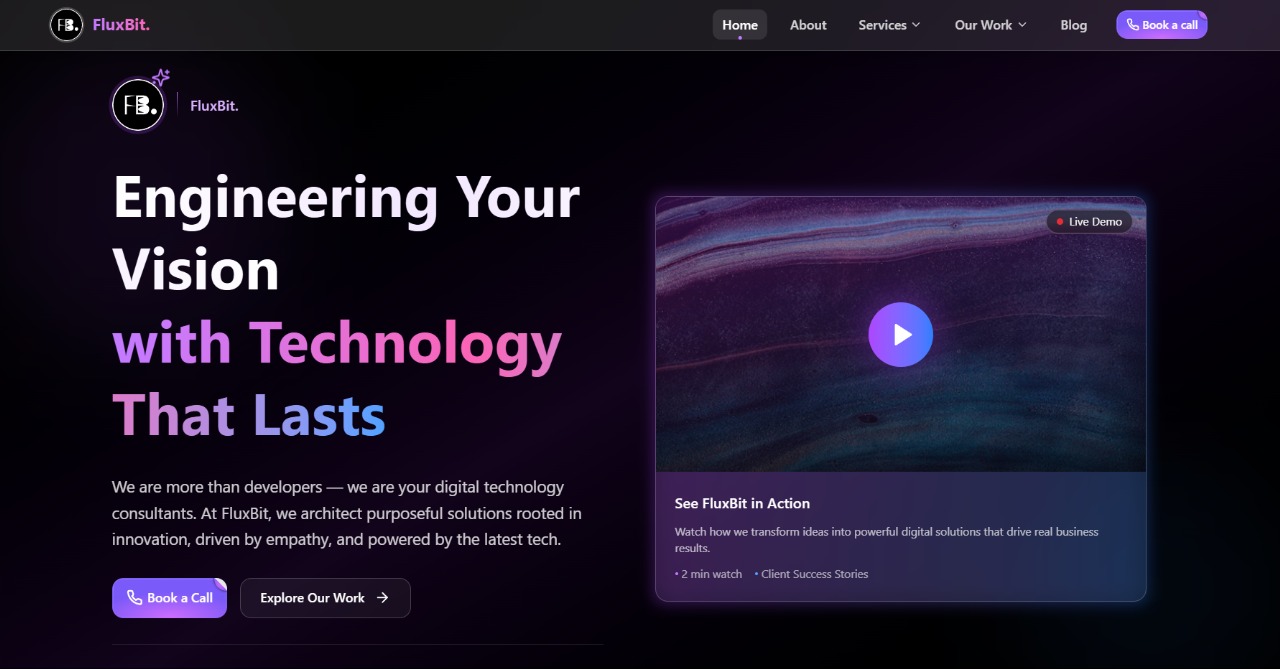 FB. FluxBit.
Home About Services Our Work Blog Book a call
FB. FluxBit.
Engineering Your
Vision
with Technology
That Lasts
We are more than developers — we are your digital technology
consultants. At FluxBit, we architect purposeful solutions rooted in
innovation, driven by empathy, and powered by the latest tech.
Book a Call Explore Our Work →
Live Demo
See FluxBit in Action
Watch how we transform ideas into powerful digital solutions that drive real business
results.
• 2 min watch • Client Success Stories